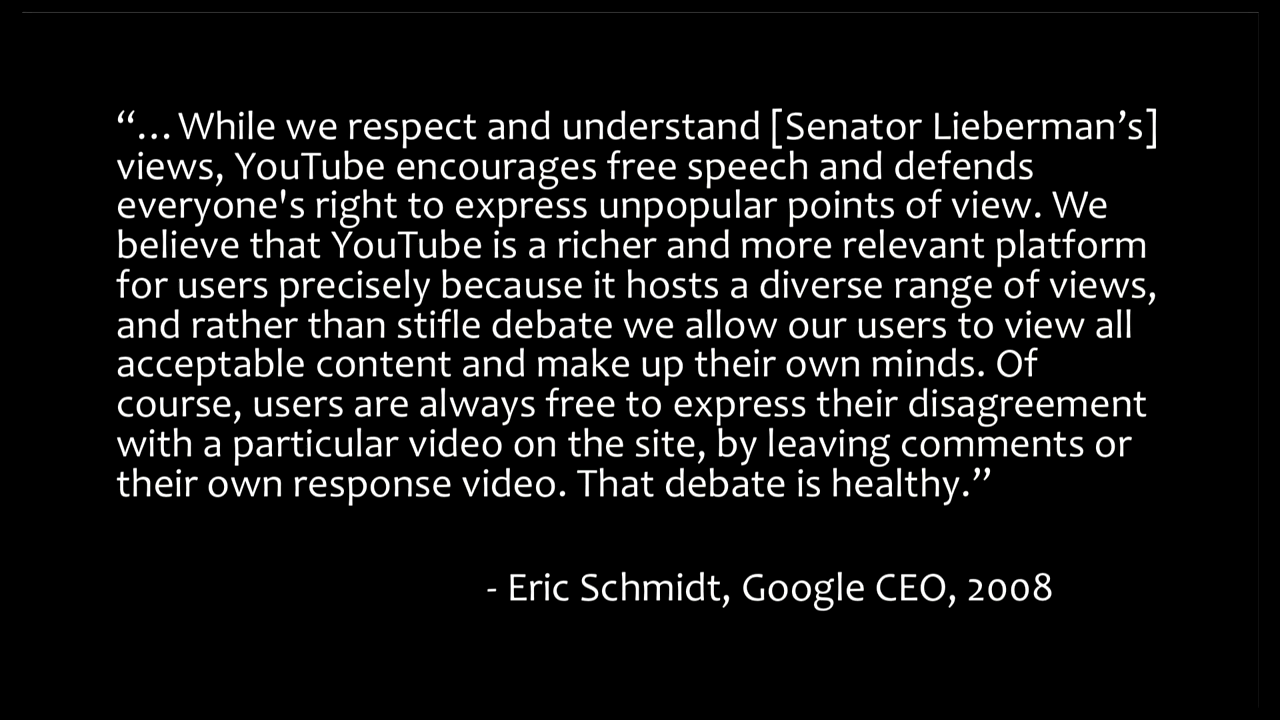 “...While we respect and understand [Senator Lieberman’s]
views, YouTube encourages free speech and defends
everyone's right to express unpopular points of view. We
believe that YouTube is a richer and more relevant platform
for users precisely because it hosts a diverse range of views,
and rather than stifle debate we allow our users to view all
acceptable content and make up their own minds. Of
course, users are always free to express their disagreement
with a particular video on the site, by leaving comments or
their own response video. That debate is healthy.”
- Eric Schmidt, Google CEO, 2008